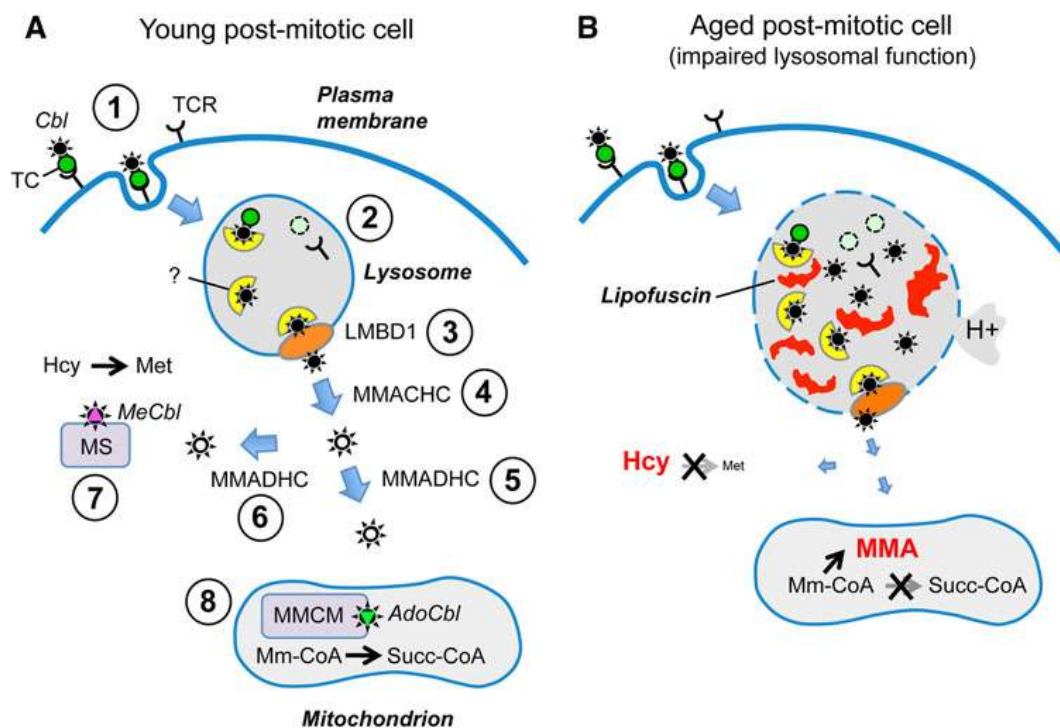 A
Young post-mitotic cell
Cbl
1
TCR
Plasma
membrane
TC
2
?
Lysosome
LMBD1
3
Hcy
Met
MMACHC
4
MeCbl
MS
7
MMADHC
6
MMADHC
5
8
MMCM
AdoCbl
Mm-CoA
Succ-CoA
Mitochondrion
B
Aged post-mitotic cell
(impaired lysosomal function)
Lipofuscin
H+
Hcy
Met
MMA
Mm-CoA
Succ-CoA